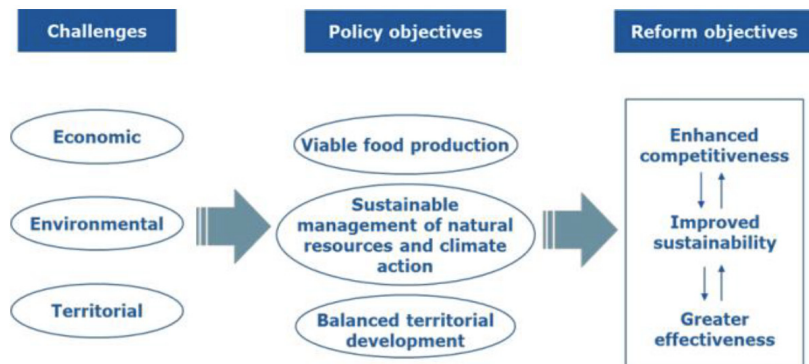 Challenges
Policy objectives
Reform objectives
Economic
Environmental
Territorial
Viable food production
Sustainable
management of natural
resources and climate
action
Balanced territorial
development
Enhanced
competitiveness
Improved
sustainability
Greater
effectiveness